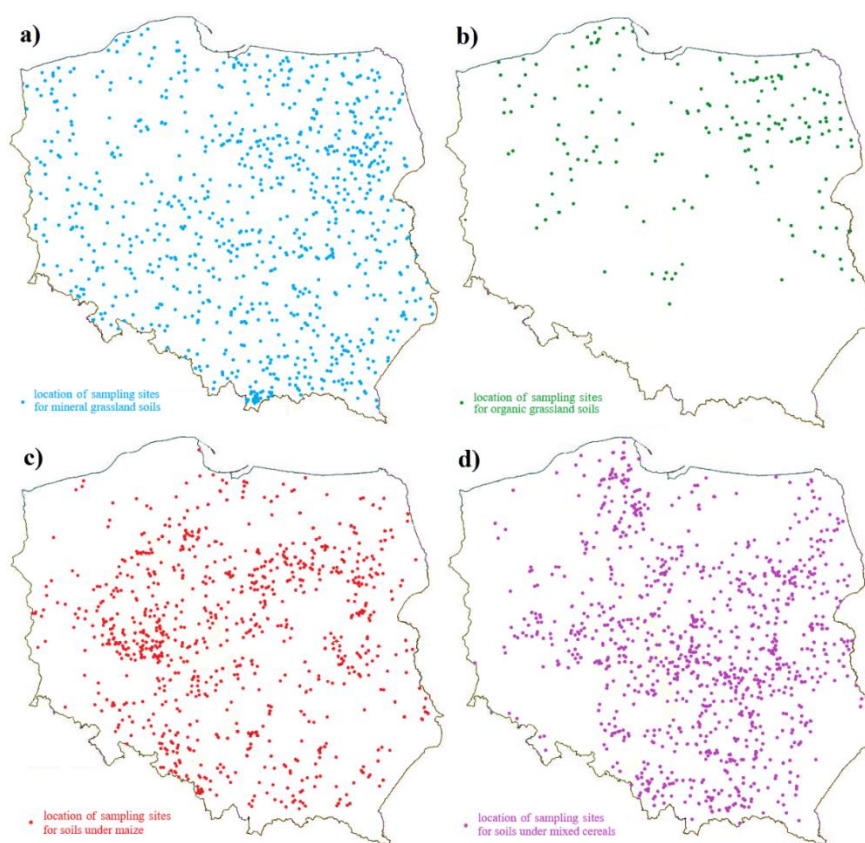 a)
b)
location of sampling sites
for mineral grassland soils
location of sampling sites
for organic grassland soils
c)
d)
location of sampling sites
for soils under maize
location of sampling sites
for soils under mixed cereals